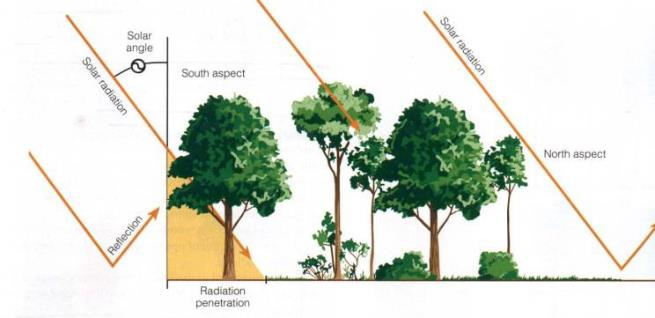 Solar
angle
Solar radiation
South aspect
Solar radiation
North aspect
Reflection
Radiation
penetration